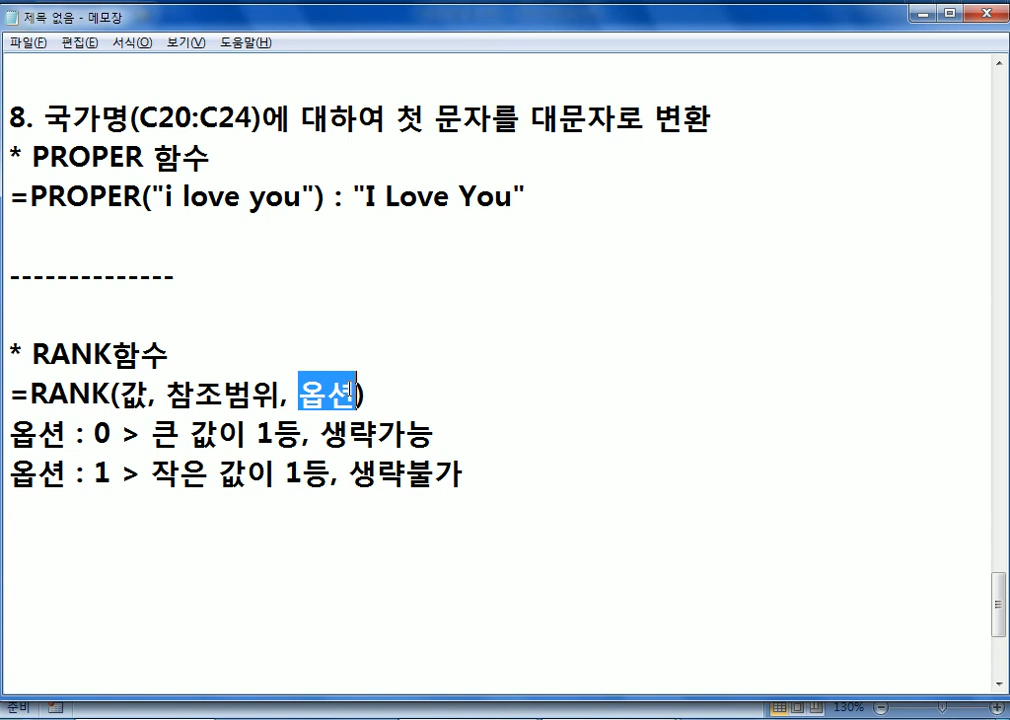 제목 없음 - 메모장
파일(F) 편집(E) 서식(O) 보기(V) 도움말(H)
8. 국가명(C20:C24)에 대하여 첫 문자를 대문자로 변환
* PROPER 함수
=PROPER("i love you") : "I Love You"
--------------
* RANK함수
=RANK(값, 참조범위, 옵션)
옵션 : 0 > 큰 값이 1등, 생략가능
옵션 : 1 > 작은 값이 1등, 생략불가
준비 130%